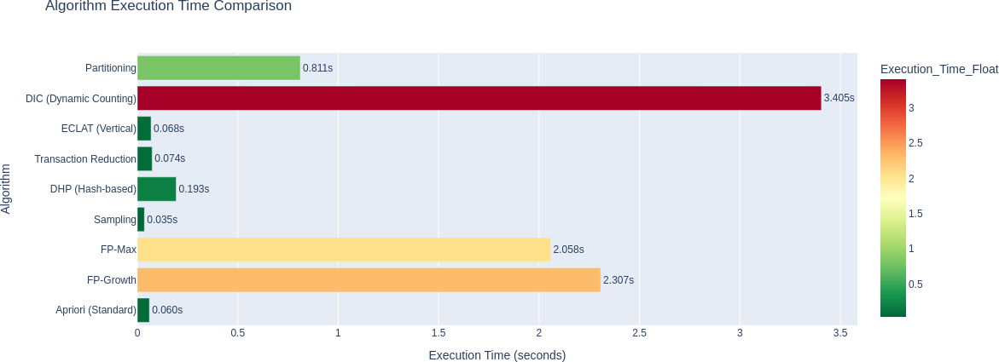 Algorithm Execution Time Comparison
Execution_Time_Float
Partitioning 0.811s
DIC (Dynamic Counting) 3.405s
ECLAT (Vertical) 0.068s
Transaction Reduction 0.074s
DHP (Hash-based) 0.193s
Sampling 0.035s
FP-Max 2.058s
FP-Growth 2.307s
Apriori (Standard) 0.060s
Algorithm
0 0.5 1 1.5 2 2.5 3 3.5
Execution Time (seconds)
3
2.5
2
1.5
1
0.5